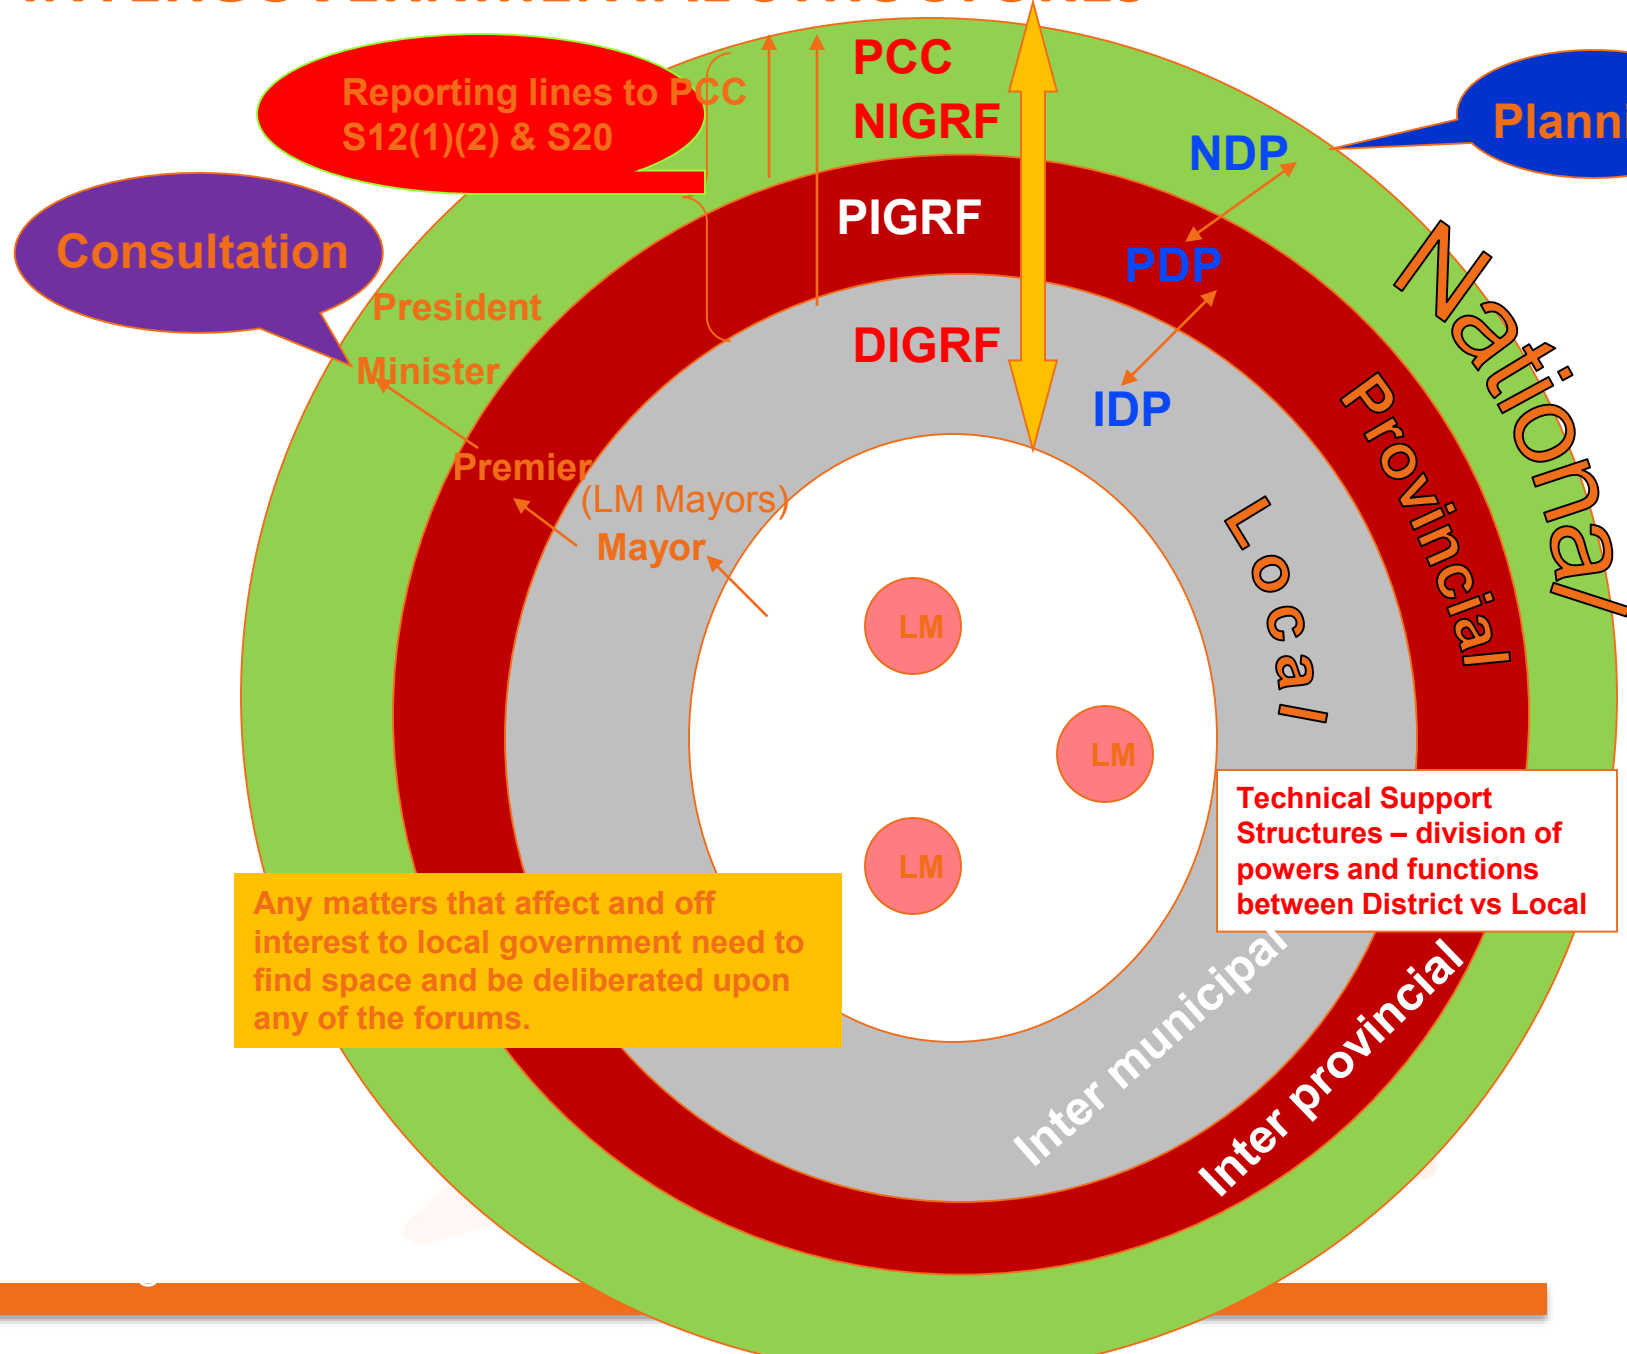 INTERGOVERNMENTAL STRUCTURES
PCC
NIGRF
Reporting lines to PCC
S12(1)(2) & S20
NDP
Planni
Consultation
PIGRF
PDP
National
President
Minister
DIGRF
IDP
Provincial
Premier
(LM Mayors)
Mayor
Local
LM
LM
LM
Technical Support
Structures – division of
powers and functions
between District vs Local
Any matters that affect and off
interest to local government need to
find space and be deliberated upon
any of the forums.
Inter municipal
Inter provincial